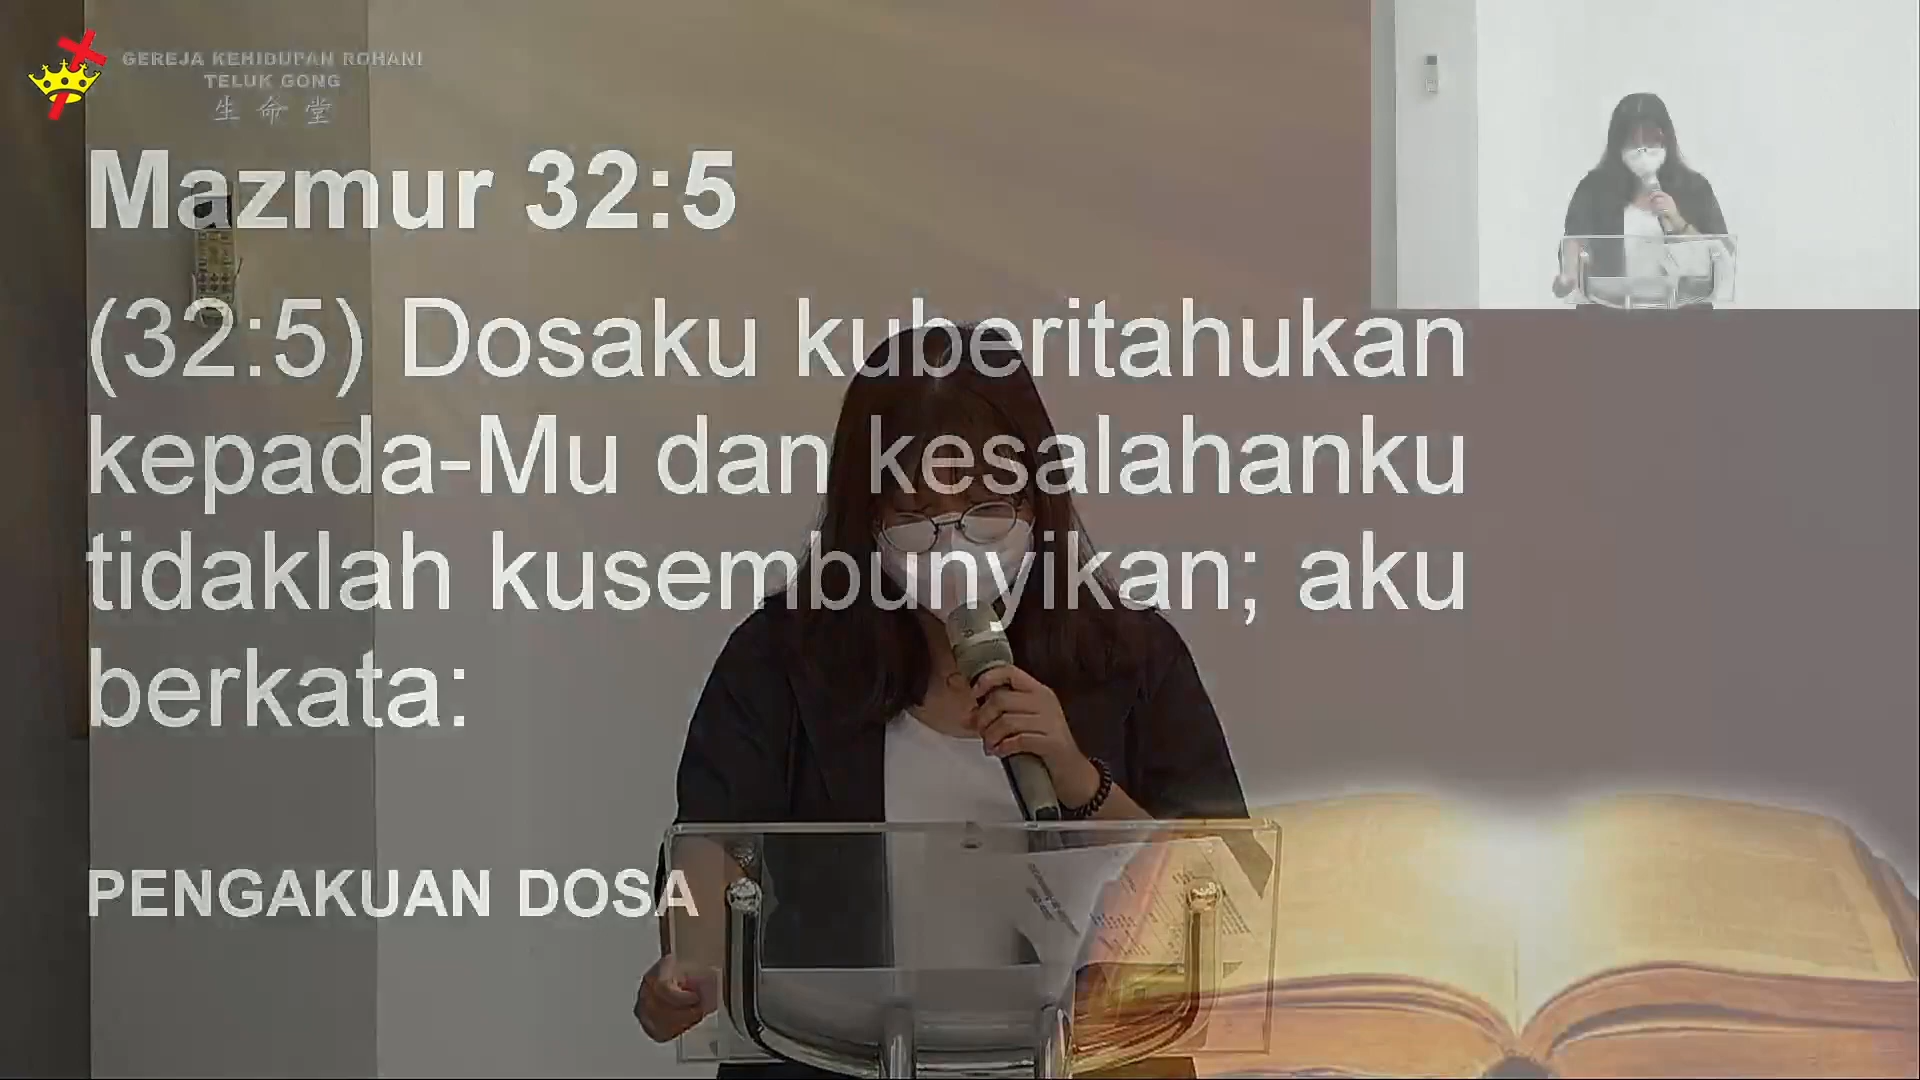 GEREJA KEHIDUPAN ROHANI
TELUK GONG
生命堂
Mazmur 32:5
(32:5) Dosaku kuberitahukan
kepada-Mu dan kesalahanku
tidaklah kusembunyikan; aku
berkata:
PENGAKUAN DOSA